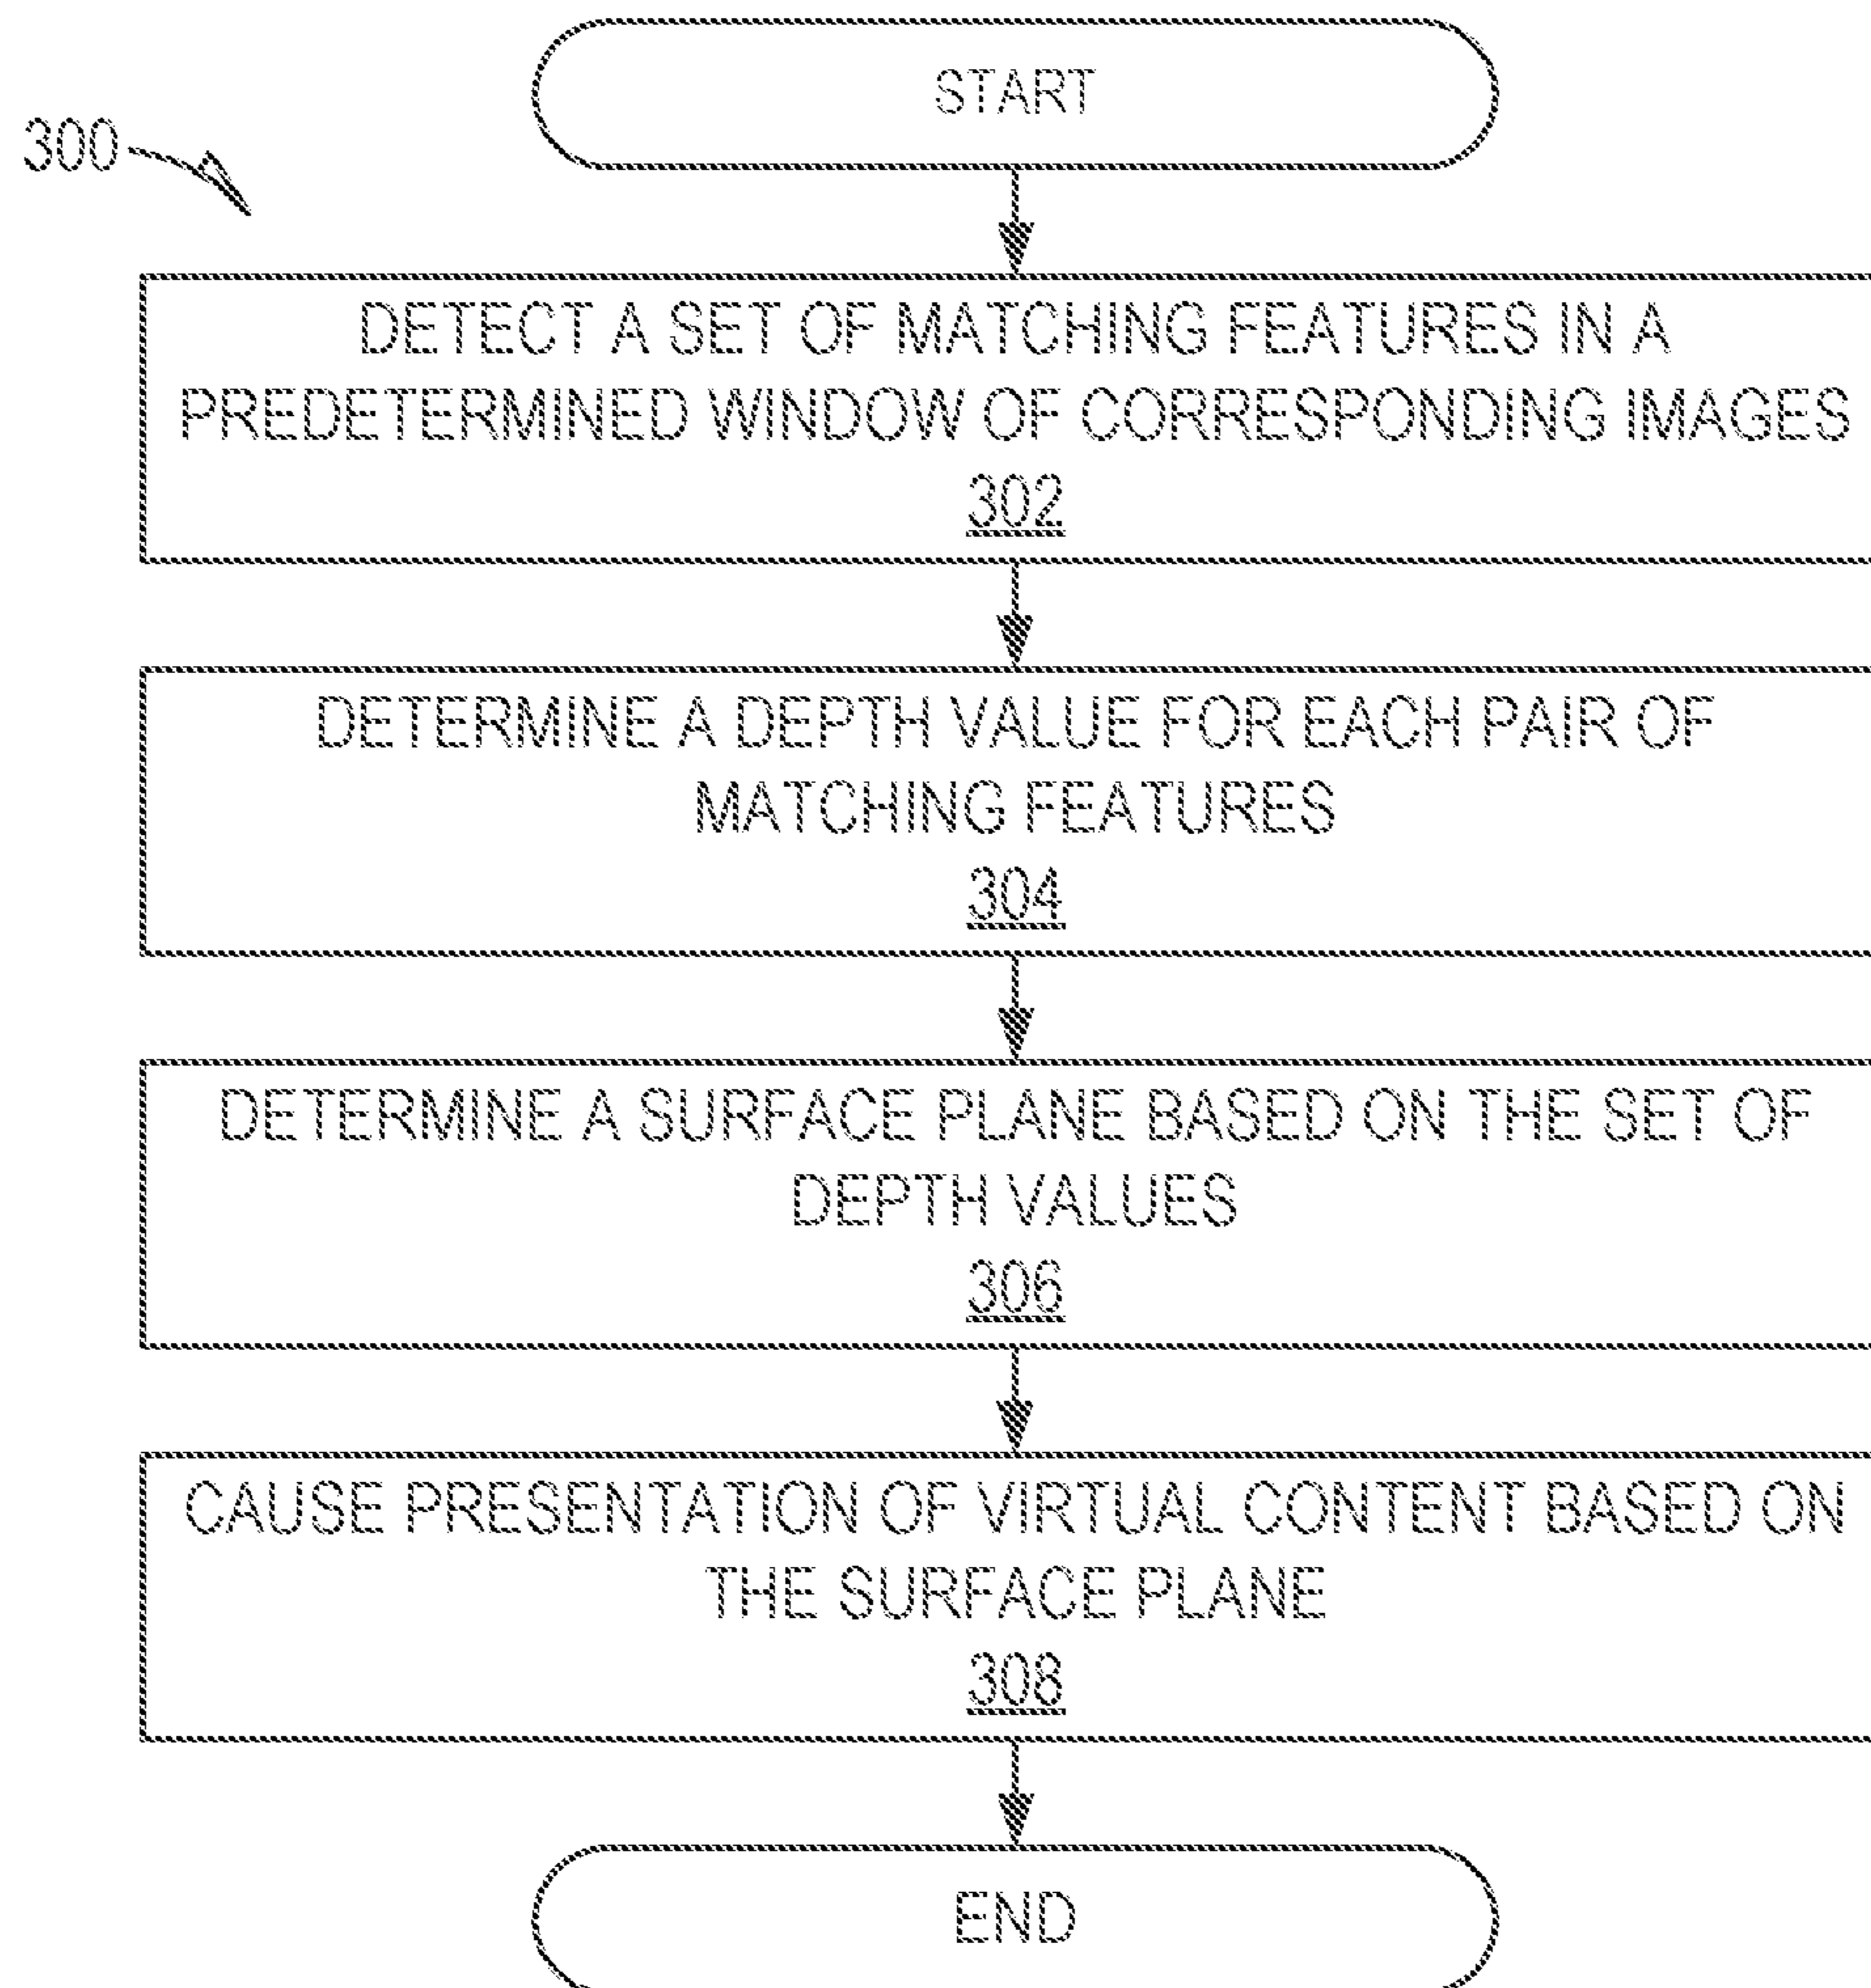 START
300
DETECT A SET OF MATCHING FEATURES IN A
PREDETERMINED WINDOW OF CORRESPONDING IMAGES
302
DETERMINE A DEPTH VALUE FOR EACH PAIR OF
MATCHING FEATURES
304
DETERMINE A SURFACE PLANE BASED ON THE SET OF
DEPTH VALUES
306
CAUSE PRESENTATION OF VIRTUAL CONTENT BASED ON
THE SURFACE PLANE
308
END